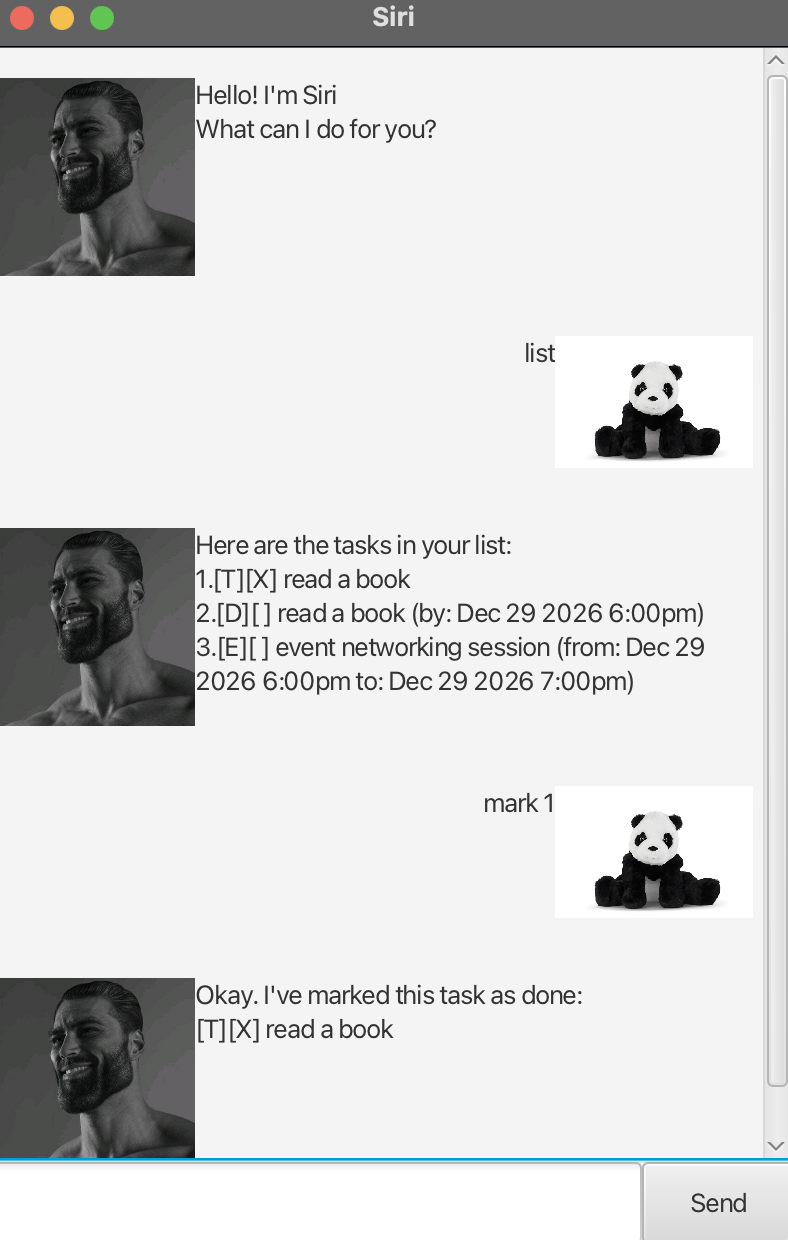 Siri
Hello! I'm Siri
What can I do for you?
list
Here are the tasks in your list:
1.[T][X] read a book
2.[D][ ] read a book (by: Dec 29 2026 6:00pm)
3.[E][ ] event networking session (from: Dec 29
2026 6:00pm to: Dec 29 2026 7:00pm)
mark 1
Okay. I've marked this task as done:
[T][X] read a book
Send